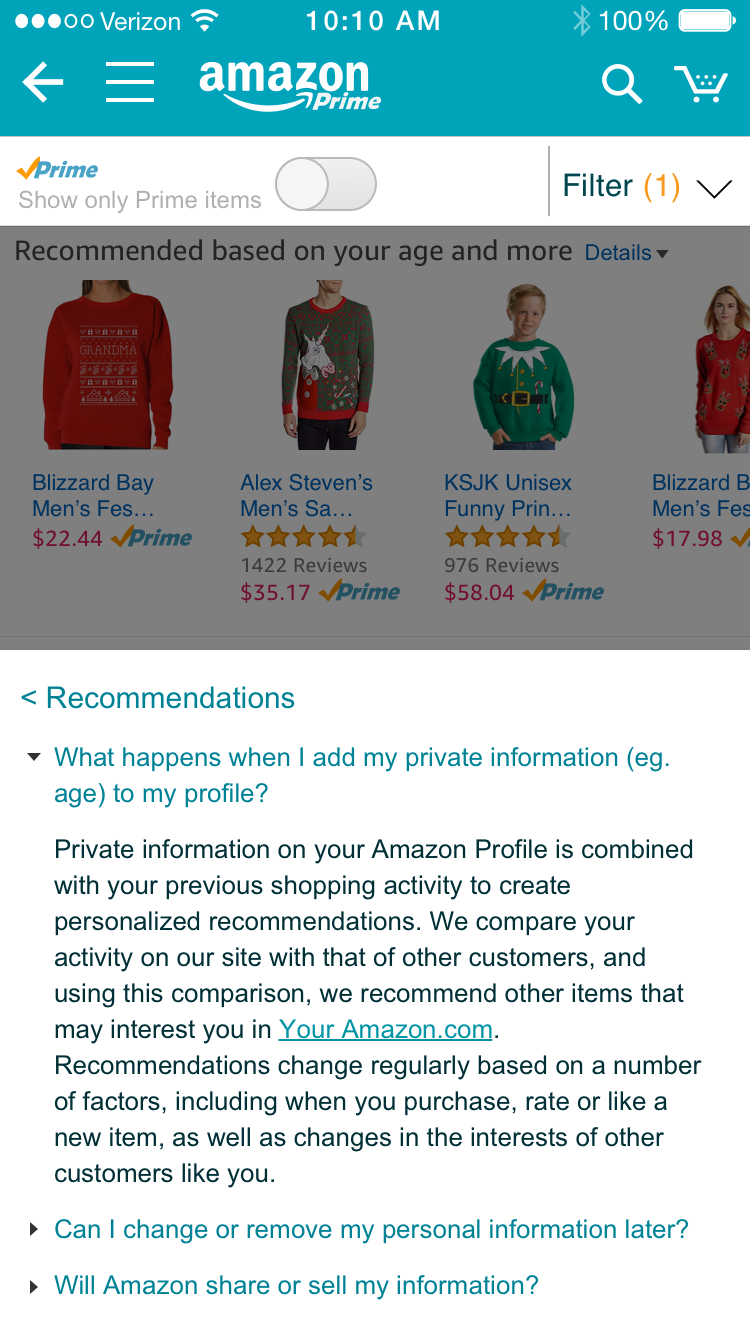 Verizon 10:10 AM 100%
amazon
Prime
Prime
Show only Prime items
Filter (1)
Recommended based on your age and more Details
GRANDMA
Blizzard Bay
Men’s Fes...
$22.44 Prime
Alex Steven’s
Men’s Sa...
1422 Reviews
$35.17 Prime
KSJK Unisex
Funny Prin...
976 Reviews
$58.04 Prime
Blizzard B
Men’s Fes
$17.98
< Recommendations
What happens when I add my private information (eg.
age) to my profile?
Private information on your Amazon Profile is combined
with your previous shopping activity to create
personalized recommendations. We compare your
activity on our site with that of other customers, and
using this comparison, we recommend other items that
may interest you in Your Amazon.com.
Recommendations change regularly based on a number
of factors, including when you purchase, rate or like a
new item, as well as changes in the interests of other
customers like you.
Can I change or remove my personal information later?
Will Amazon share or sell my information?